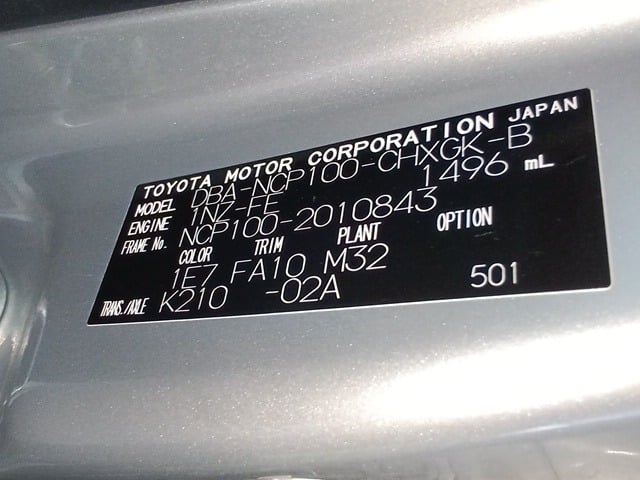 TOYOTA MOTOR CORPORATION JAPAN
MODEL DBA-NCP100-CHXGK-B
ENGINE 1NZ-FE 1496 mL
FRAME No. NCP100-2010843
COLOR TRIM PLANT OPTION
1E7 FA10 M32
TRANS./AXLE K210 -02A 501